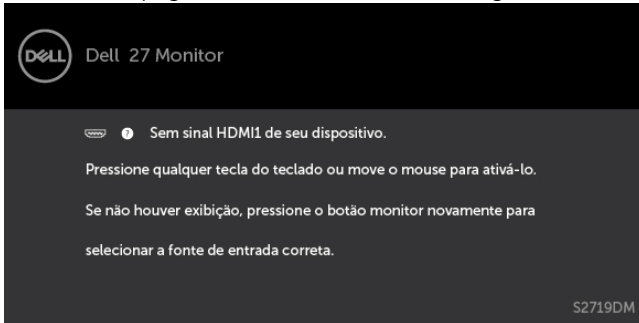 DELL
Dell 27 Monitor
? Sem sinal HDMI1 de seu dispositivo.
Pressione qualquer tecla do teclado ou move o mouse para ativá-lo.
Se não houver exibição, pressione o botão monitor novamente para
selecionar a fonte de entrada correta.
S2719DM